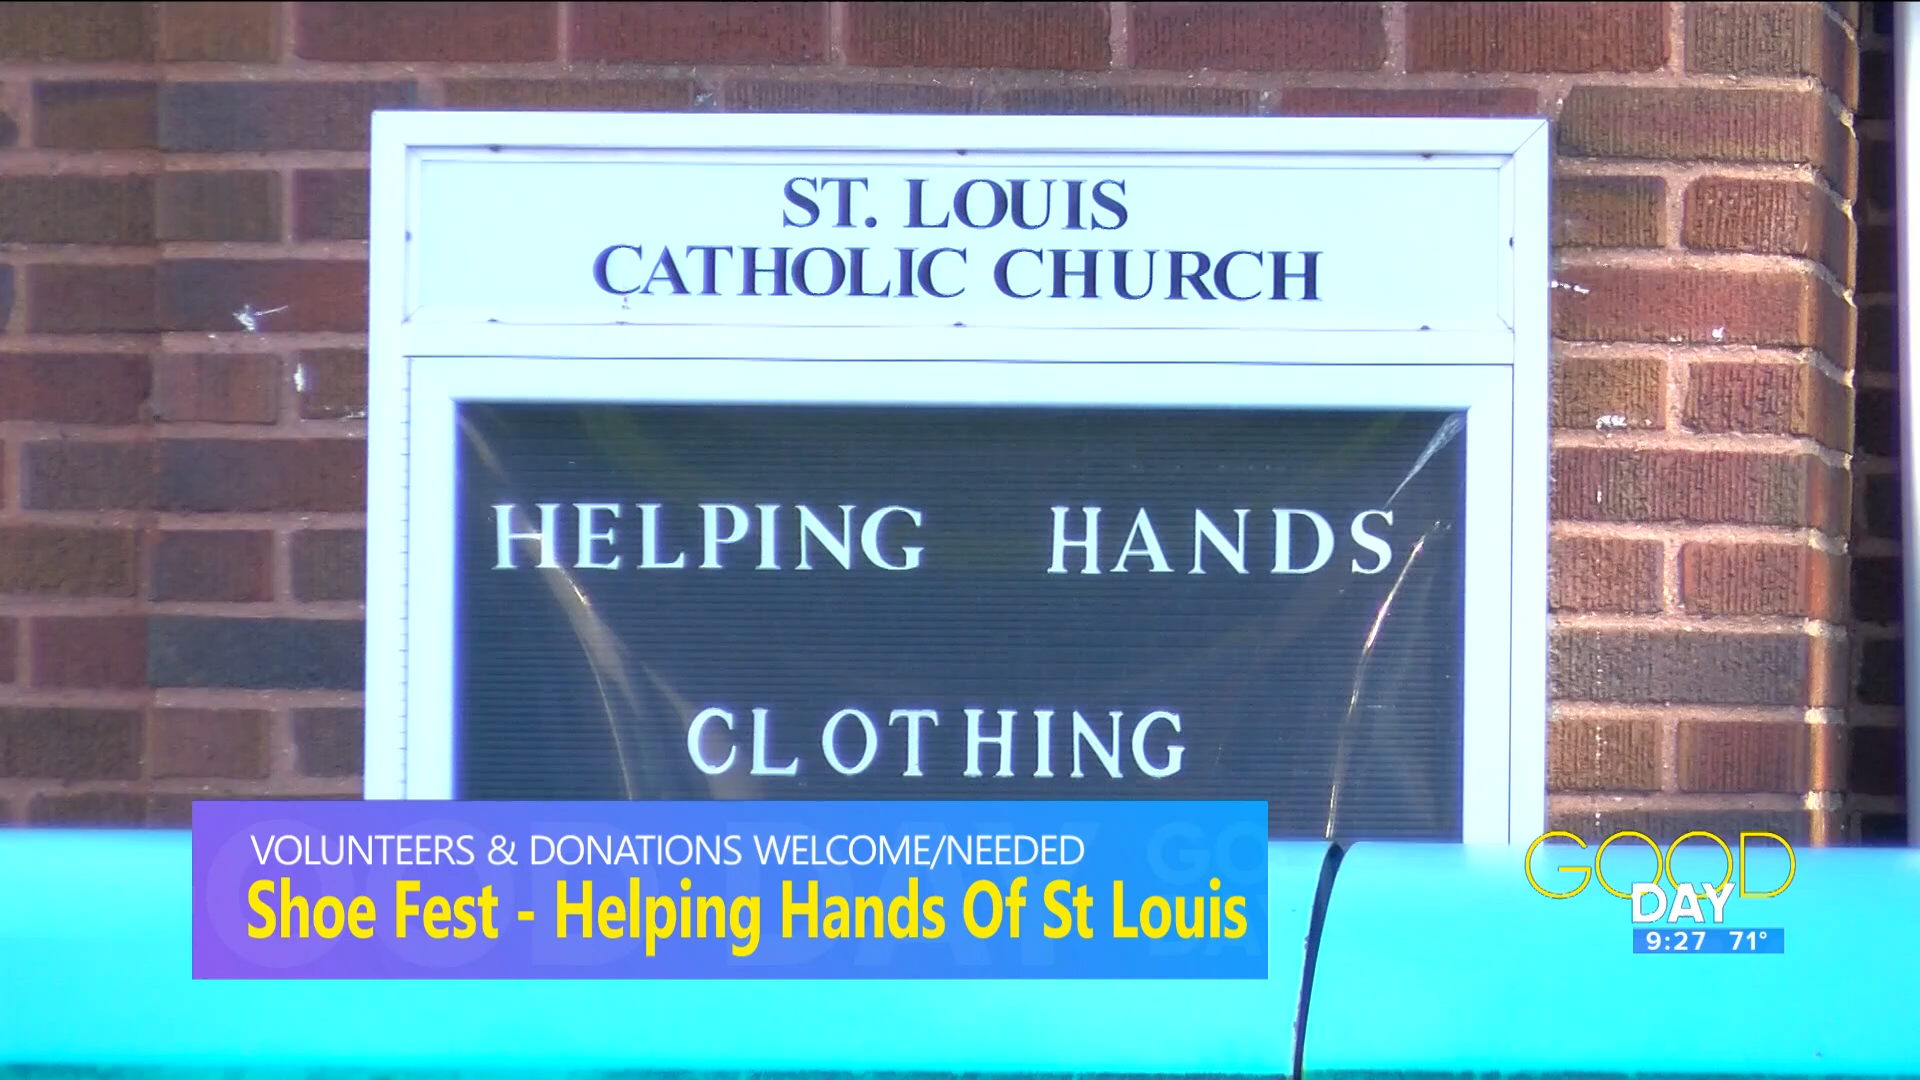 ST. LOUIS
CATHOLIC CHURCH
HELPING HANDS
CLOTHING
VOLUNTEERS & DONATIONS WELCOME/NEEDED
Shoe Fest - Helping Hands Of St Louis
GOOD
DAY
9:27 71°